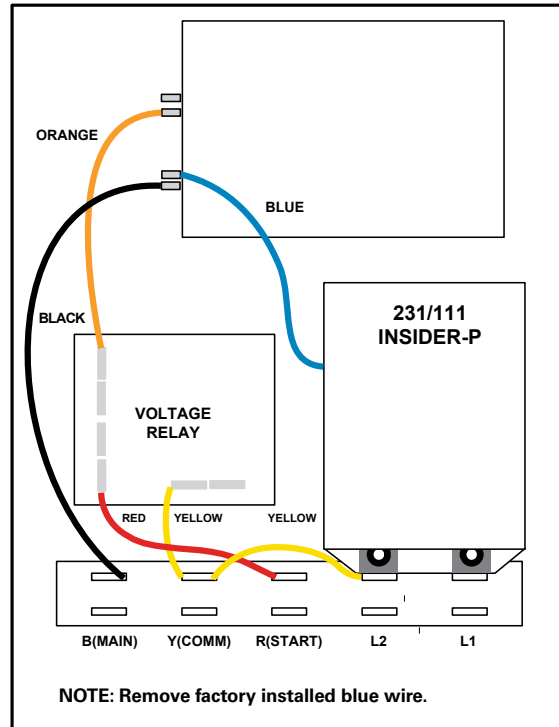 ORANGE
BLUE
BLACK
231/111
INSIDER-P
VOLTAGE
RELAY
RED YELLOW YELLOW
B(MAIN) Y(COMM) R(START) L2 L1
NOTE: Remove factory installed blue wire.